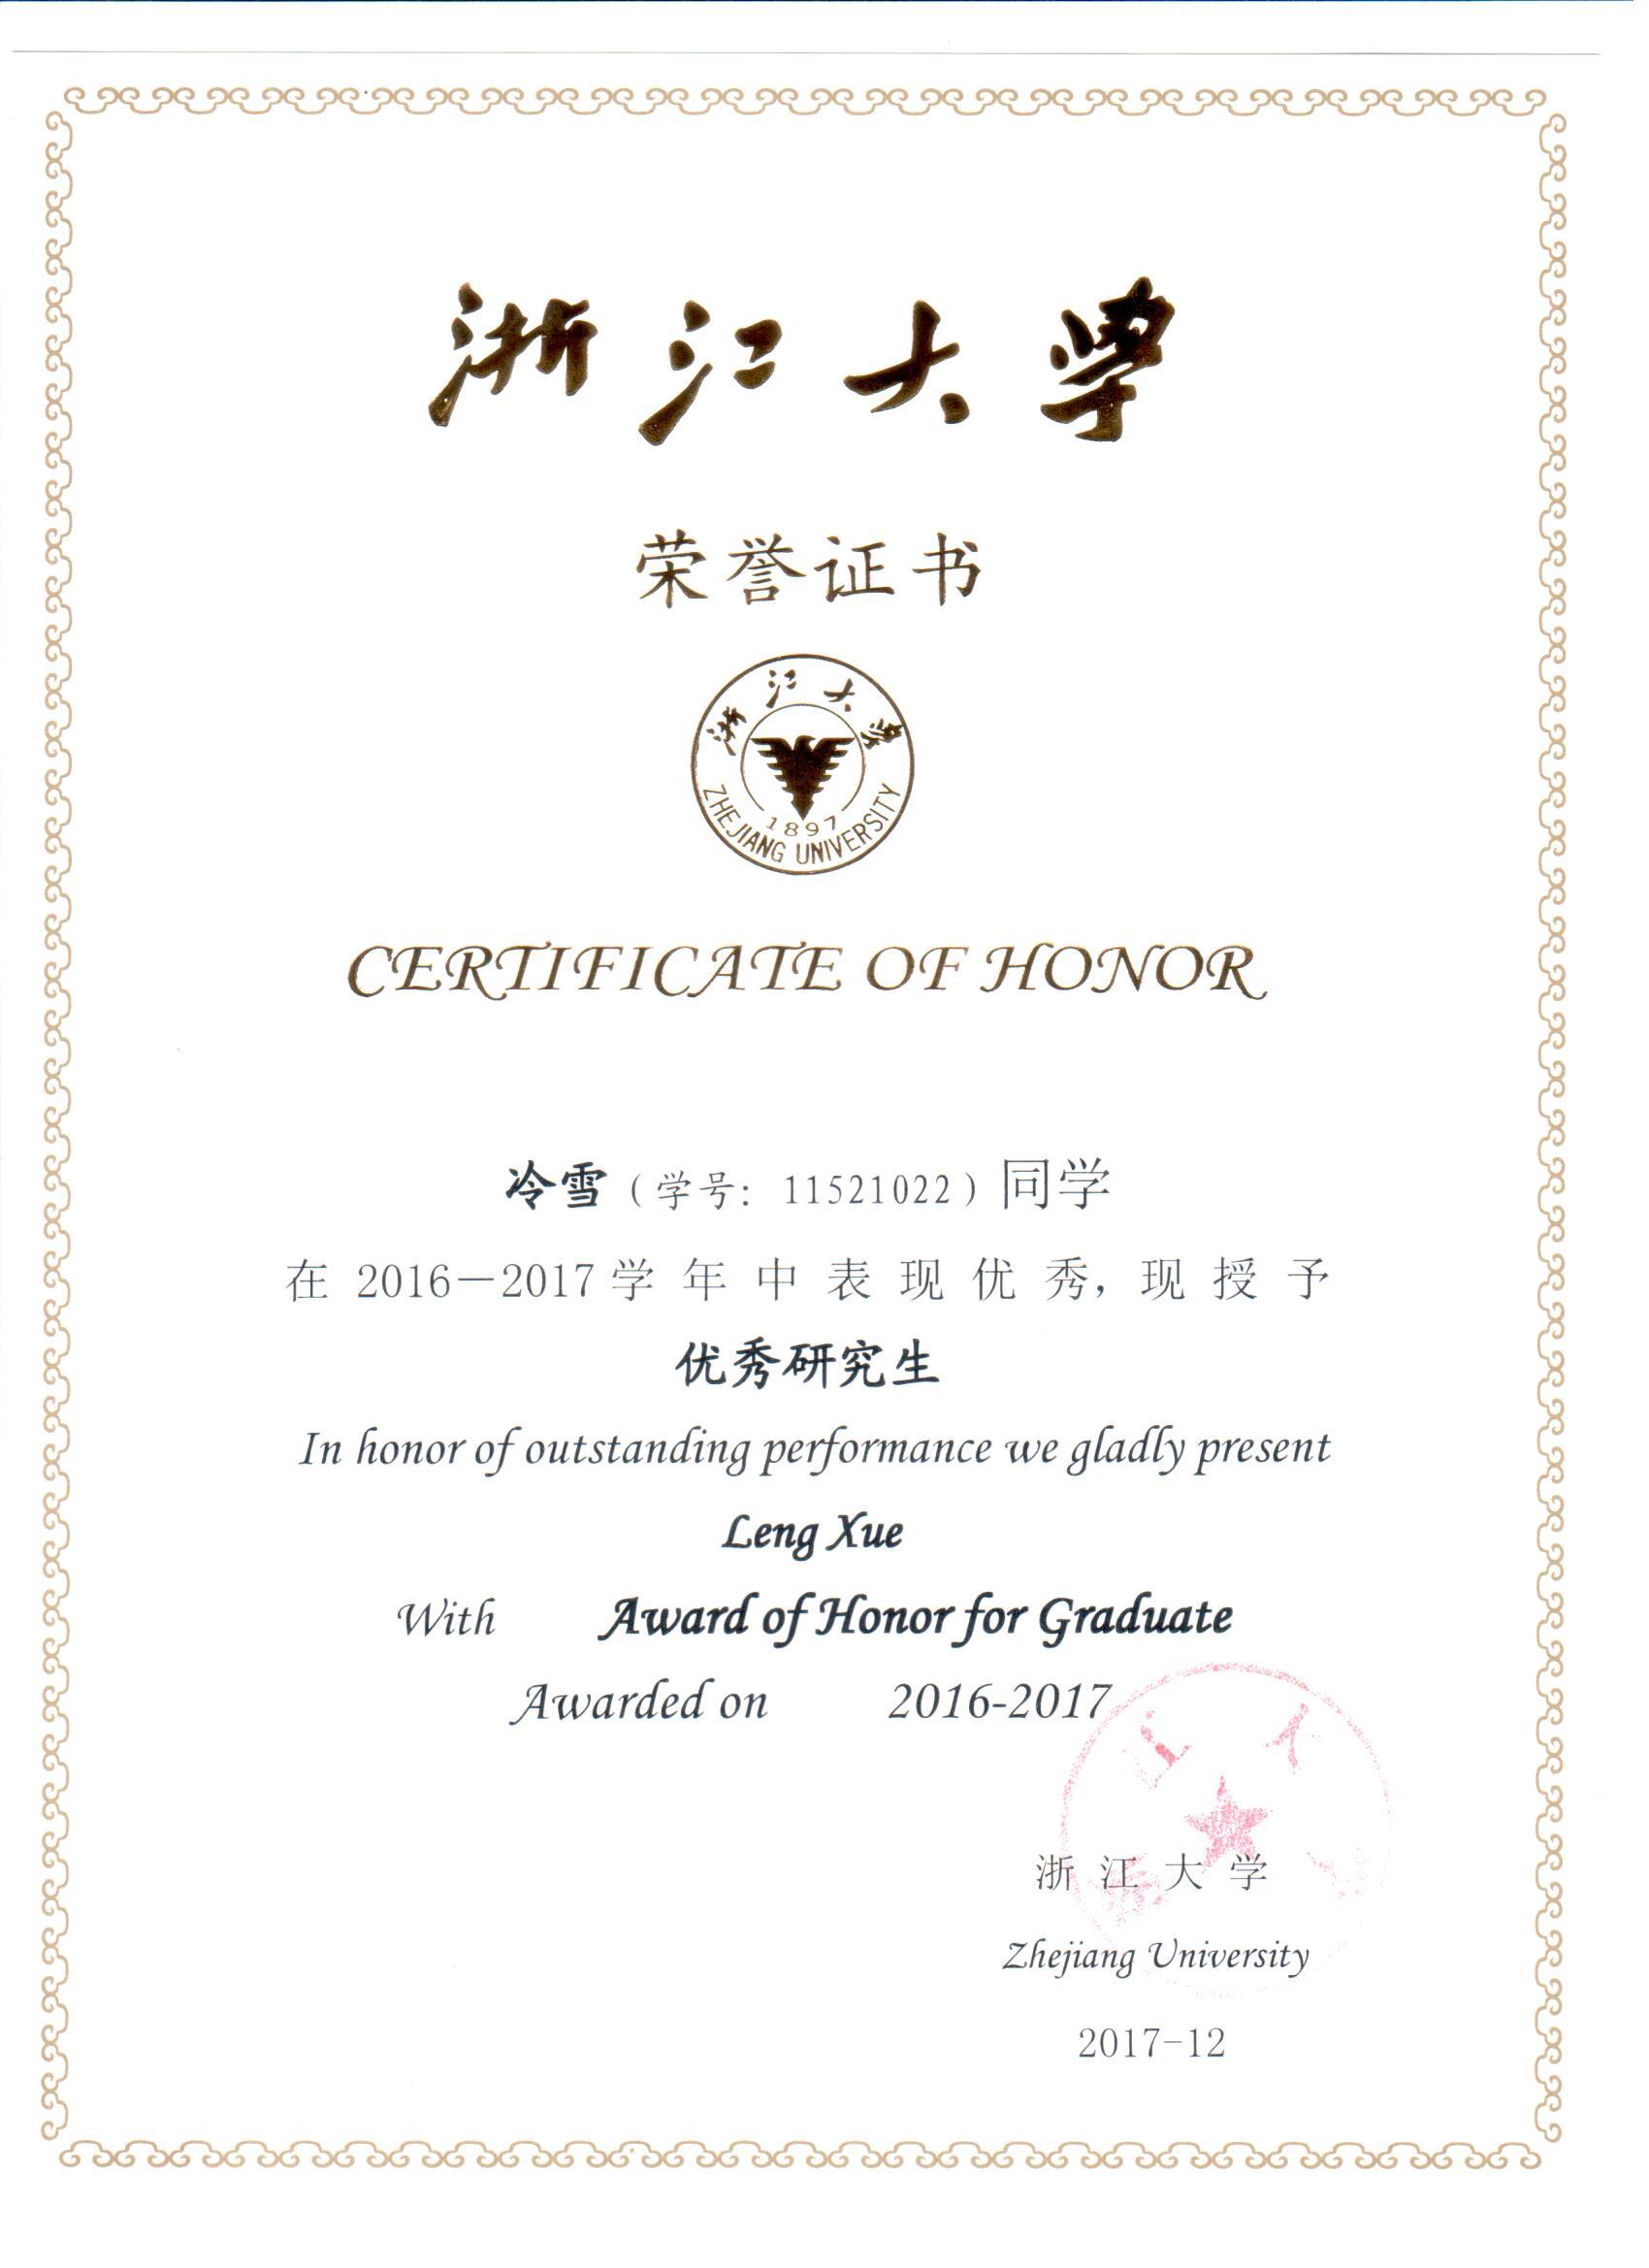 浙江大学
荣誉证书
浙江大学
1897
ZHEJIANG UNIVERSITY
CERTIFICATE OF HONOR
冷雪（学号：11521022）同学
在 2016－2017 学年中表现优秀，现授予
优秀研究生
In honor of outstanding performance we gladly present
Leng Xue
With Award of Honor for Graduate
Awarded on 2016-2017
浙江大学
Zhejiang University
2017-12